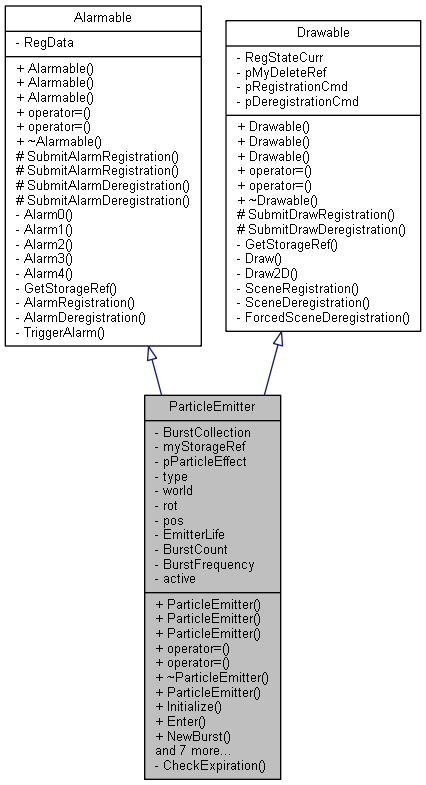 Alarmable
- RegData
+ Alarmable()
+ Alarmable()
+ Alarmable()
+ operator=()
+ operator=()
+ ~Alarmable()
# SubmitAlarmRegistration()
# SubmitAlarmRegistration()
# SubmitAlarmDeregistration()
# SubmitAlarmDeregistration()
- Alarm0()
- Alarm1()
- Alarm2()
- Alarm3()
- Alarm4()
- GetStorageRef()
- AlarmRegistration()
- AlarmDeregistration()
- TriggerAlarm()
Drawable
- RegStateCurr
- pMyDeleteRef
- pRegistrationCmd
- pDeregistrationCmd
+ Drawable()
+ Drawable()
+ Drawable()
+ operator=()
+ operator=()
+ ~Drawable()
# SubmitDrawRegistration()
# SubmitDrawDeregistration()
- GetStorageRef()
- Draw()
- Draw2D()
- SceneRegistration()
- SceneDeregistration()
- ForcedSceneDeregistration()
ParticleEmitter
- BurstCollection
- myStorageRef
- pParticleEffect
- type
- world
- rot
- pos
- EmitterLife
- BurstCount
- BurstFrequency
- active
+ ParticleEmitter()
+ ParticleEmitter()
+ ParticleEmitter()
+ operator=()
+ operator=()
+ ~ParticleEmitter()
+ ParticleEmitter()
+ Initialize()
+ Enter()
+ NewBurst()
and 7 more...
- CheckExpiration()